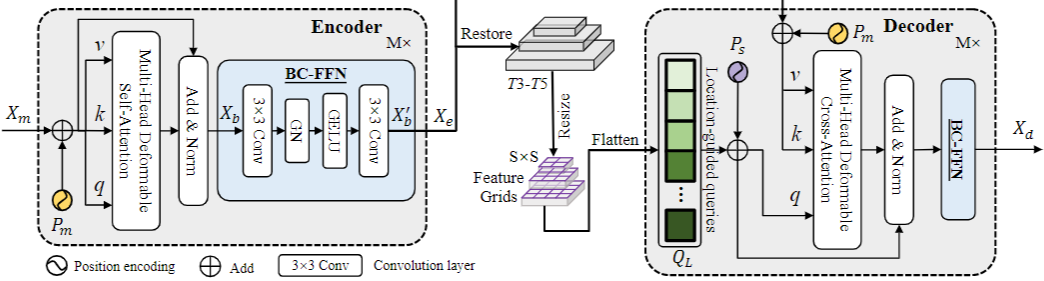 Encoder
M×
X_m
P_m
v
k
q
Multi-Head Deformable
Self-Attention
Add & Norm
BC-FFN
X_b
3×3 Conv
GN
GELU
3×3 Conv
X'_b
X_e
Restore
T3-T5
Resize
S×S
Feature
Grids
Flatten
Q_L
Location-guided queries
Decoder
M×
P_s
P_m
v
k
q
Multi-Head Deformable
Cross-Attention
Add & Norm
BC-FFN
X_d
Position encoding
Add
3×3 Conv
Convolution layer